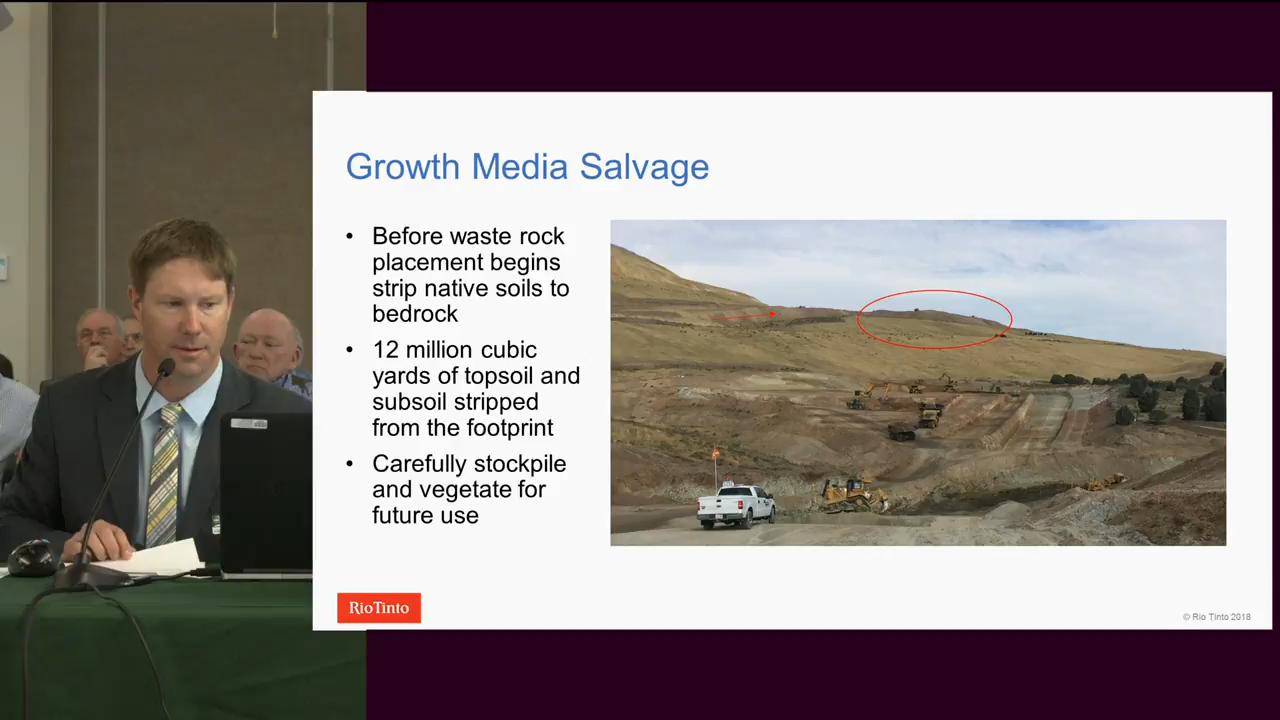 Growth Media Salvage
• Before waste rock
placement begins
strip native soils to
bedrock
• 12 million cubic
yards of topsoil and
subsoil stripped
from the footprint
• Carefully stockpile
and vegetate for
future use
RioTinto
© Rio Tinto 2018